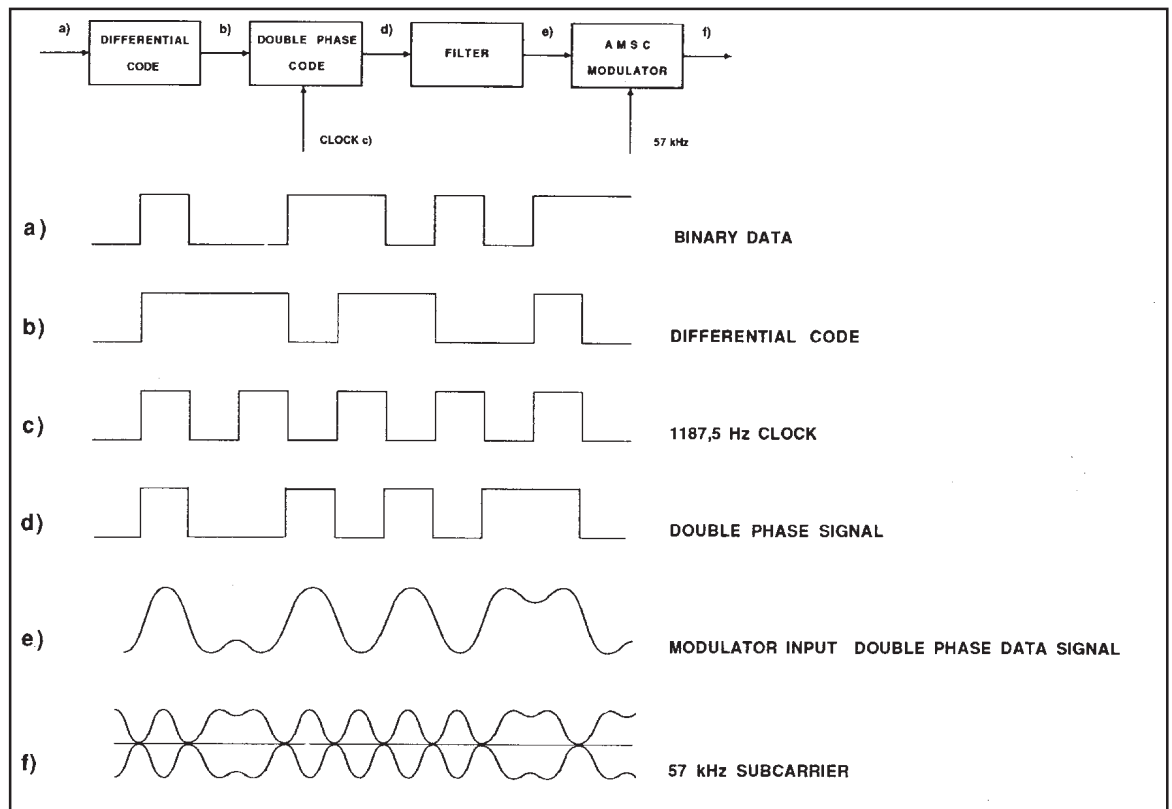 a)
DIFFERENTIAL
CODE
b)
DOUBLE PHASE
CODE
d)
FILTER
e)
A M S C
MODULATOR
f)
CLOCK c)
57 kHz
a)
BINARY DATA
b)
DIFFERENTIAL CODE
c)
1187,5 Hz CLOCK
d)
DOUBLE PHASE SIGNAL
e)
MODULATOR INPUT DOUBLE PHASE DATA SIGNAL
f)
57 kHz SUBCARRIER